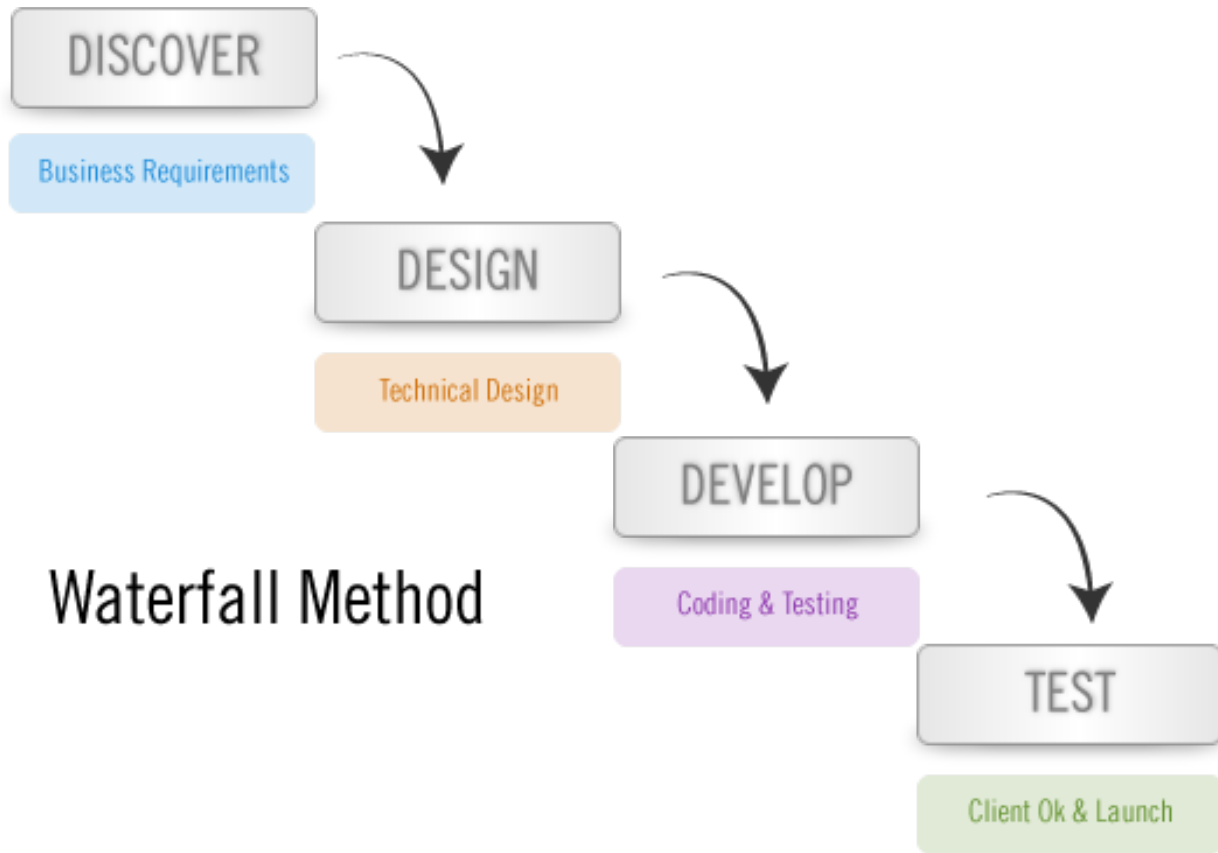 DISCOVER
Business Requirements
DESIGN
Technical Design
DEVELOP
Coding & Testing
Waterfall Method
TEST
Client Ok & Launch